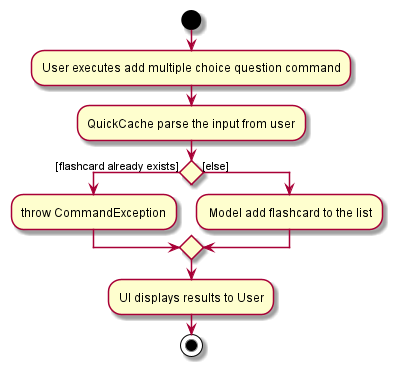 User executes add multiple choice question command
QuickCache parse the input from user
[flashcard already exists]
[else]
throw CommandException
Model add flashcard to the list
UI displays results to User